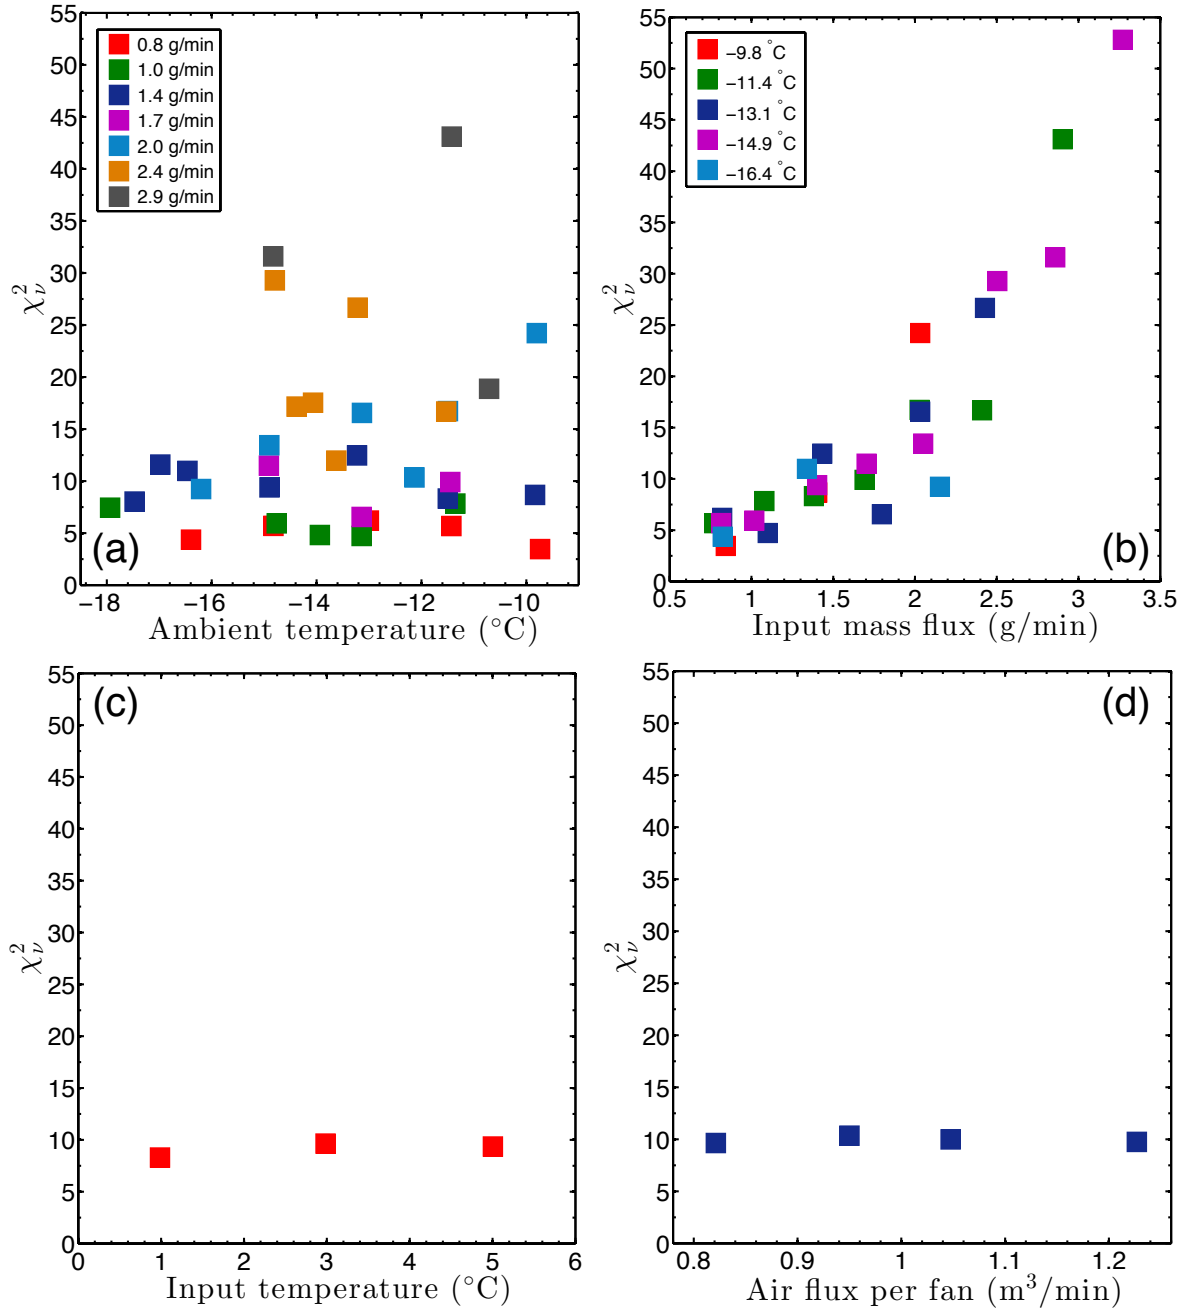 55
50
45
40
35
30
25
20
15
10
5
0
χ²ᵥ
0.8 g/min
1.0 g/min
1.4 g/min
1.7 g/min
2.0 g/min
2.4 g/min
2.9 g/min
(a)
−18 −16 −14 −12 −10
Ambient temperature (°C)
55
50
45
40
35
30
25
20
15
10
5
0
χ²ᵥ
−9.8 °C
−11.4 °C
−13.1 °C
−14.9 °C
−16.4 °C
(b)
0.5 1 1.5 2 2.5 3 3.5
Input mass flux (g/min)
55
50
45
40
35
30
25
20
15
10
5
0
χ²ᵥ
(c)
0 1 2 3 4 5 6
Input temperature (°C)
55
50
45
40
35
30
25
20
15
10
5
0
χ²ᵥ
(d)
0.8 0.9 1 1.1 1.2
Air flux per fan (m³/min)